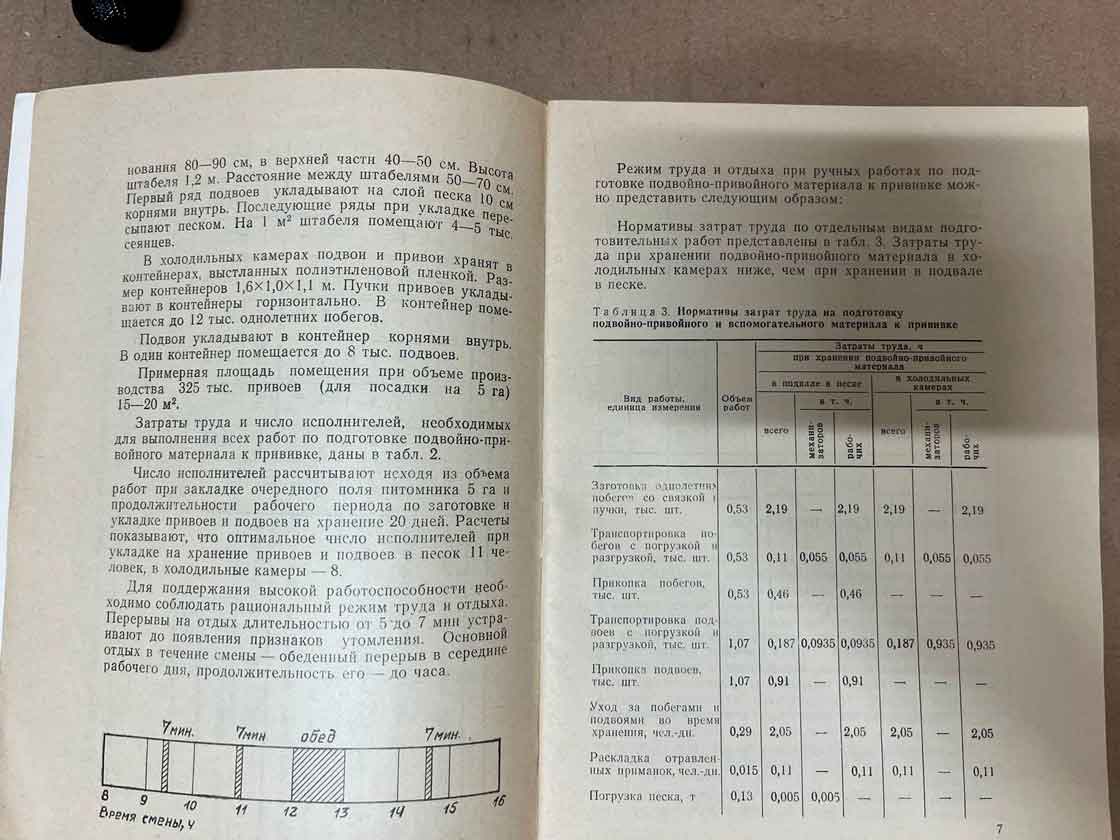 нования 80—90 см, в верхней части 40—50 см. Высота
штабеля 1,2 м. Расстояние между штабелями 50—70 см.
Первый ряд подвоев укладывают на слой песка 10 см
корнями внутрь. Последующие ряды при укладке пере-
сыпают песком. На 1 м² штабеля помещают 4—5 тыс.
сеянцев.
В холодильных камерах подвои и привои хранят в
контейнерах, выстланных полиэтиленовой пленкой. Раз-
мер контейнеров 1,6×1,0×1,1 м. Пучки привоев уклады-
вают в контейнеры горизонтально. В контейнер поме-
щается до 12 тыс. однолетних побегов.
Подвои укладывают в контейнер корнями внутрь.
В один контейнер помещается до 8 тыс. подвоев.
Примерная площадь помещения при объеме произ-
водства 325 тыс. привоев (для посадки на 5 га)
15—20 м².
Затраты труда и число исполнителей, необходимых
для выполнения всех работ по подготовке подвойно-при-
войного материала к прививке, даны в табл. 2.
Число исполнителей рассчитывают исходя из объема
работ при закладке очередного поля питомника 5 га и
продолжительности рабочего периода по заготовке и
укладке привоев и подвоев на хранение 20 дней. Расчеты
показывают, что оптимальное число исполнителей при
укладке на хранение привоев и подвоев в песок 11 че-
ловек, в холодильные камеры — 8.
Для поддержания высокой работоспособности необ-
ходимо соблюдать рациональный режим труда и отдыха.
Перерывы на отдых длительностью от 5 до 7 мин устра-
ивают до появления признаков утомления. Основной
отдых в течение смены — обеденный перерыв в середине
рабочего дня, продолжительность его — до часа.
7мин. 7мин обед 7мин.
8 9 10 11 12 13 14 15 16
Время смены, ч
Режим труда и отдыха при ручных работах по под-
готовке подвойно-привойного материала к прививке мож-
но представить следующим образом:
Нормативы затрат труда по отдельным видам подго-
товительных работ представлены в табл. 3. Затраты тру-
да при хранении подвойно-привойного материала в хо-
лодильных камерах ниже, чем при хранении в подвале
в песке.
Таблица 3. Нормативы затрат труда на подготовку
подвойно-привойного и вспомогательного материала к прививке
Вид работы,
единица измерения
Объем
работ
Затраты труда, ч
при хранении подвойно-привойного
материала
в подвале в песке
в холодильных
камерах
всего
в т. ч.
механи-
заторов
рабо-
чих
всего
в т. ч.
механи-
заторов
рабо-
чих
Заготовка однолетних
побегов со связкой в
пучки, тыс. шт. 0,53 2,19 — 2,19 2,19 — 2,19
Транспортировка по-
бегов с погрузкой и
разгрузкой, тыс. шт. 0,53 0,11 0,055 0,055 0,11 0,055 0,055
Прикопка побегов,
тыс. шт. 0,53 0,46 — 0,46 — — —
Транспортировка под-
воев с погрузкой и
разгрузкой, тыс. шт. 1,07 0,187 0,0935 0,0935 0,187 0,935 0,935
Прикопка подвоев,
тыс. шт. 1,07 0,91 — 0,91 — — —
Уход за побегами и
подвоями во время
хранения, чел.-дн. 0,29 2,05 — 2,05 2,05 — 2,05
Раскладка отравлен-
ных приманок, чел.-дн. 0,015 0,11 — 0,11 0,11 — 0,11
Погрузка песка, т 0,13 0,005 0,005 — — — —
7